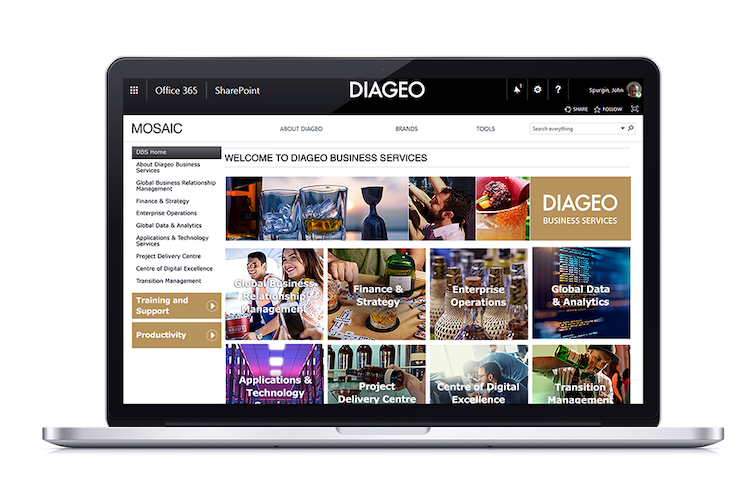 Office 365
SharePoint
DIAGEO
1
?
Spurgin, John
SHARE
FOLLOW
MOSAIC
ABOUT DIAGEO
BRANDS
TOOLS
Search everything
DBS Home
About Diageo Business
Services
Global Business Relationship
Management
Finance & Strategy
Enterprise Operations
Global Data & Analytics
Applications & Technology
Services
Project Delivery Centre
Centre of Digital Excellence
Transition Management
Training and
Support
Productivity
WELCOME TO DIAGEO BUSINESS SERVICES
DIAGEO
BUSINESS SERVICES
Global Business
Relationship
Management
Finance &
Strategy
Enterprise
Operations
Global Data
& Analytics
Applications &
Technology
Project
Delivery Centre
Centre of Digital
Excellence
Transition
Management